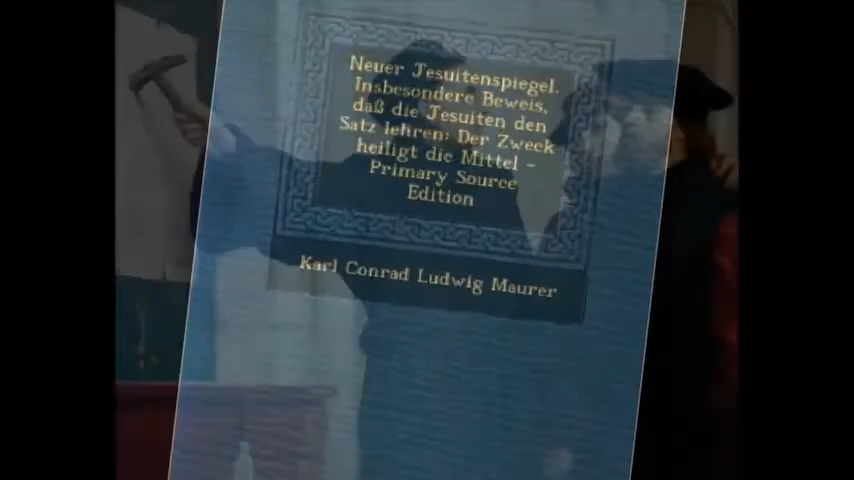 Neuer Jesuitenspiegel.
Insbesondere Beweis,
daß die Jesuiten den
Satz lehren: Der Zweck
heiligt die Mittel -
Primary Source
Edition
Karl Conrad Ludwig Maurer